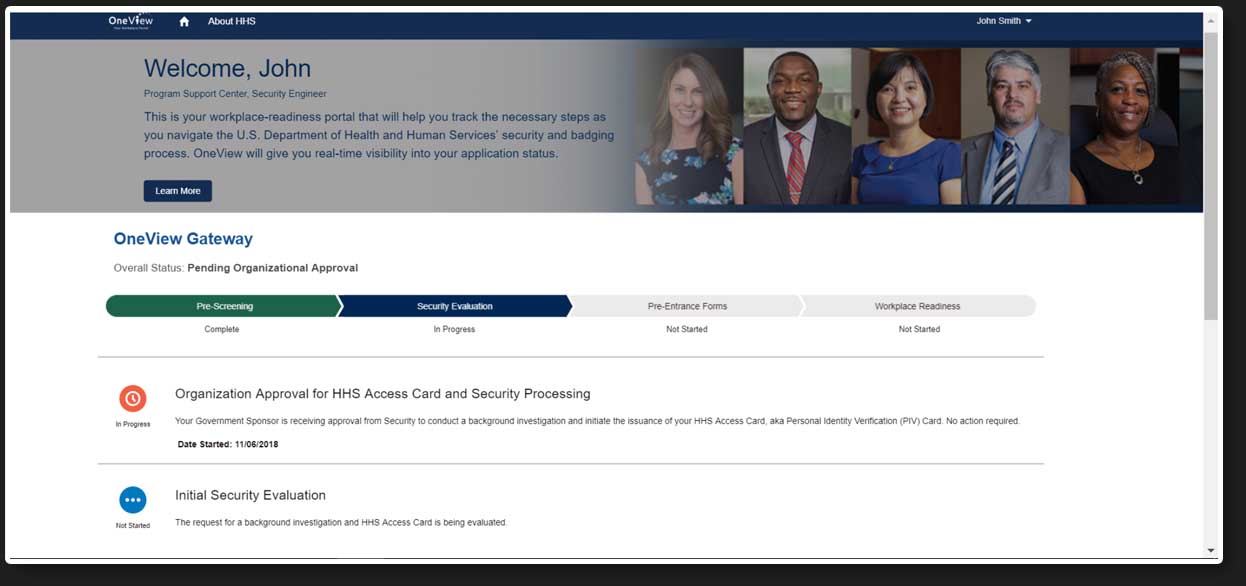 OneView
About HHS
John Smith
Welcome, John
Program Support Center, Security Engineer
This is your workplace-readiness portal that will help you track the necessary steps as
you navigate the U.S. Department of Health and Human Services' security and badging
process. OneView will give you real-time visibility into your application status.
Learn More
OneView Gateway
Overall Status: Pending Organizational Approval
Pre-Screening
Security Evaluation
Pre-Entrance Forms
Workplace Readiness
Complete
In Progress
Not Started
Not Started
Organization Approval for HHS Access Card and Security Processing
In Progress
Your Government Sponsor is receiving approval from Security to conduct a background investigation and initiate the issuance of your HHS Access Card, aka Personal Identity Verification (PIV) Card. No action required.
Date Started: 11/06/2018
Initial Security Evaluation
Not Started
The request for a background investigation and HHS Access Card is being evaluated.